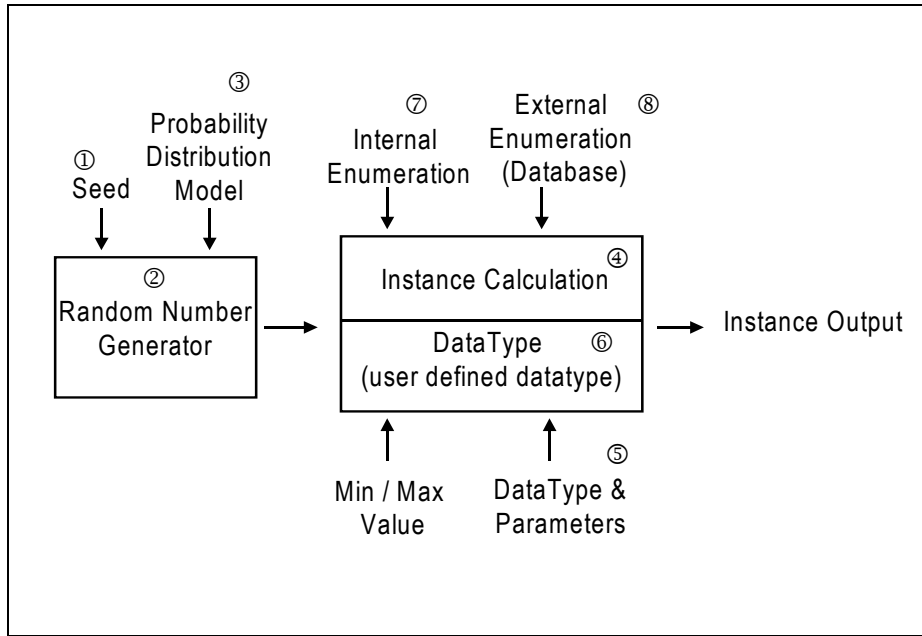 ③
Probability
Distribution
Model
①
Seed
②
Random Number
Generator
⑦
Internal
Enumeration
External ⑧
Enumeration
(Database)
Instance Calculation ④
DataType ⑥
(user defined datatype)
Instance Output
Min / Max
Value
⑤
DataType &
Parameters